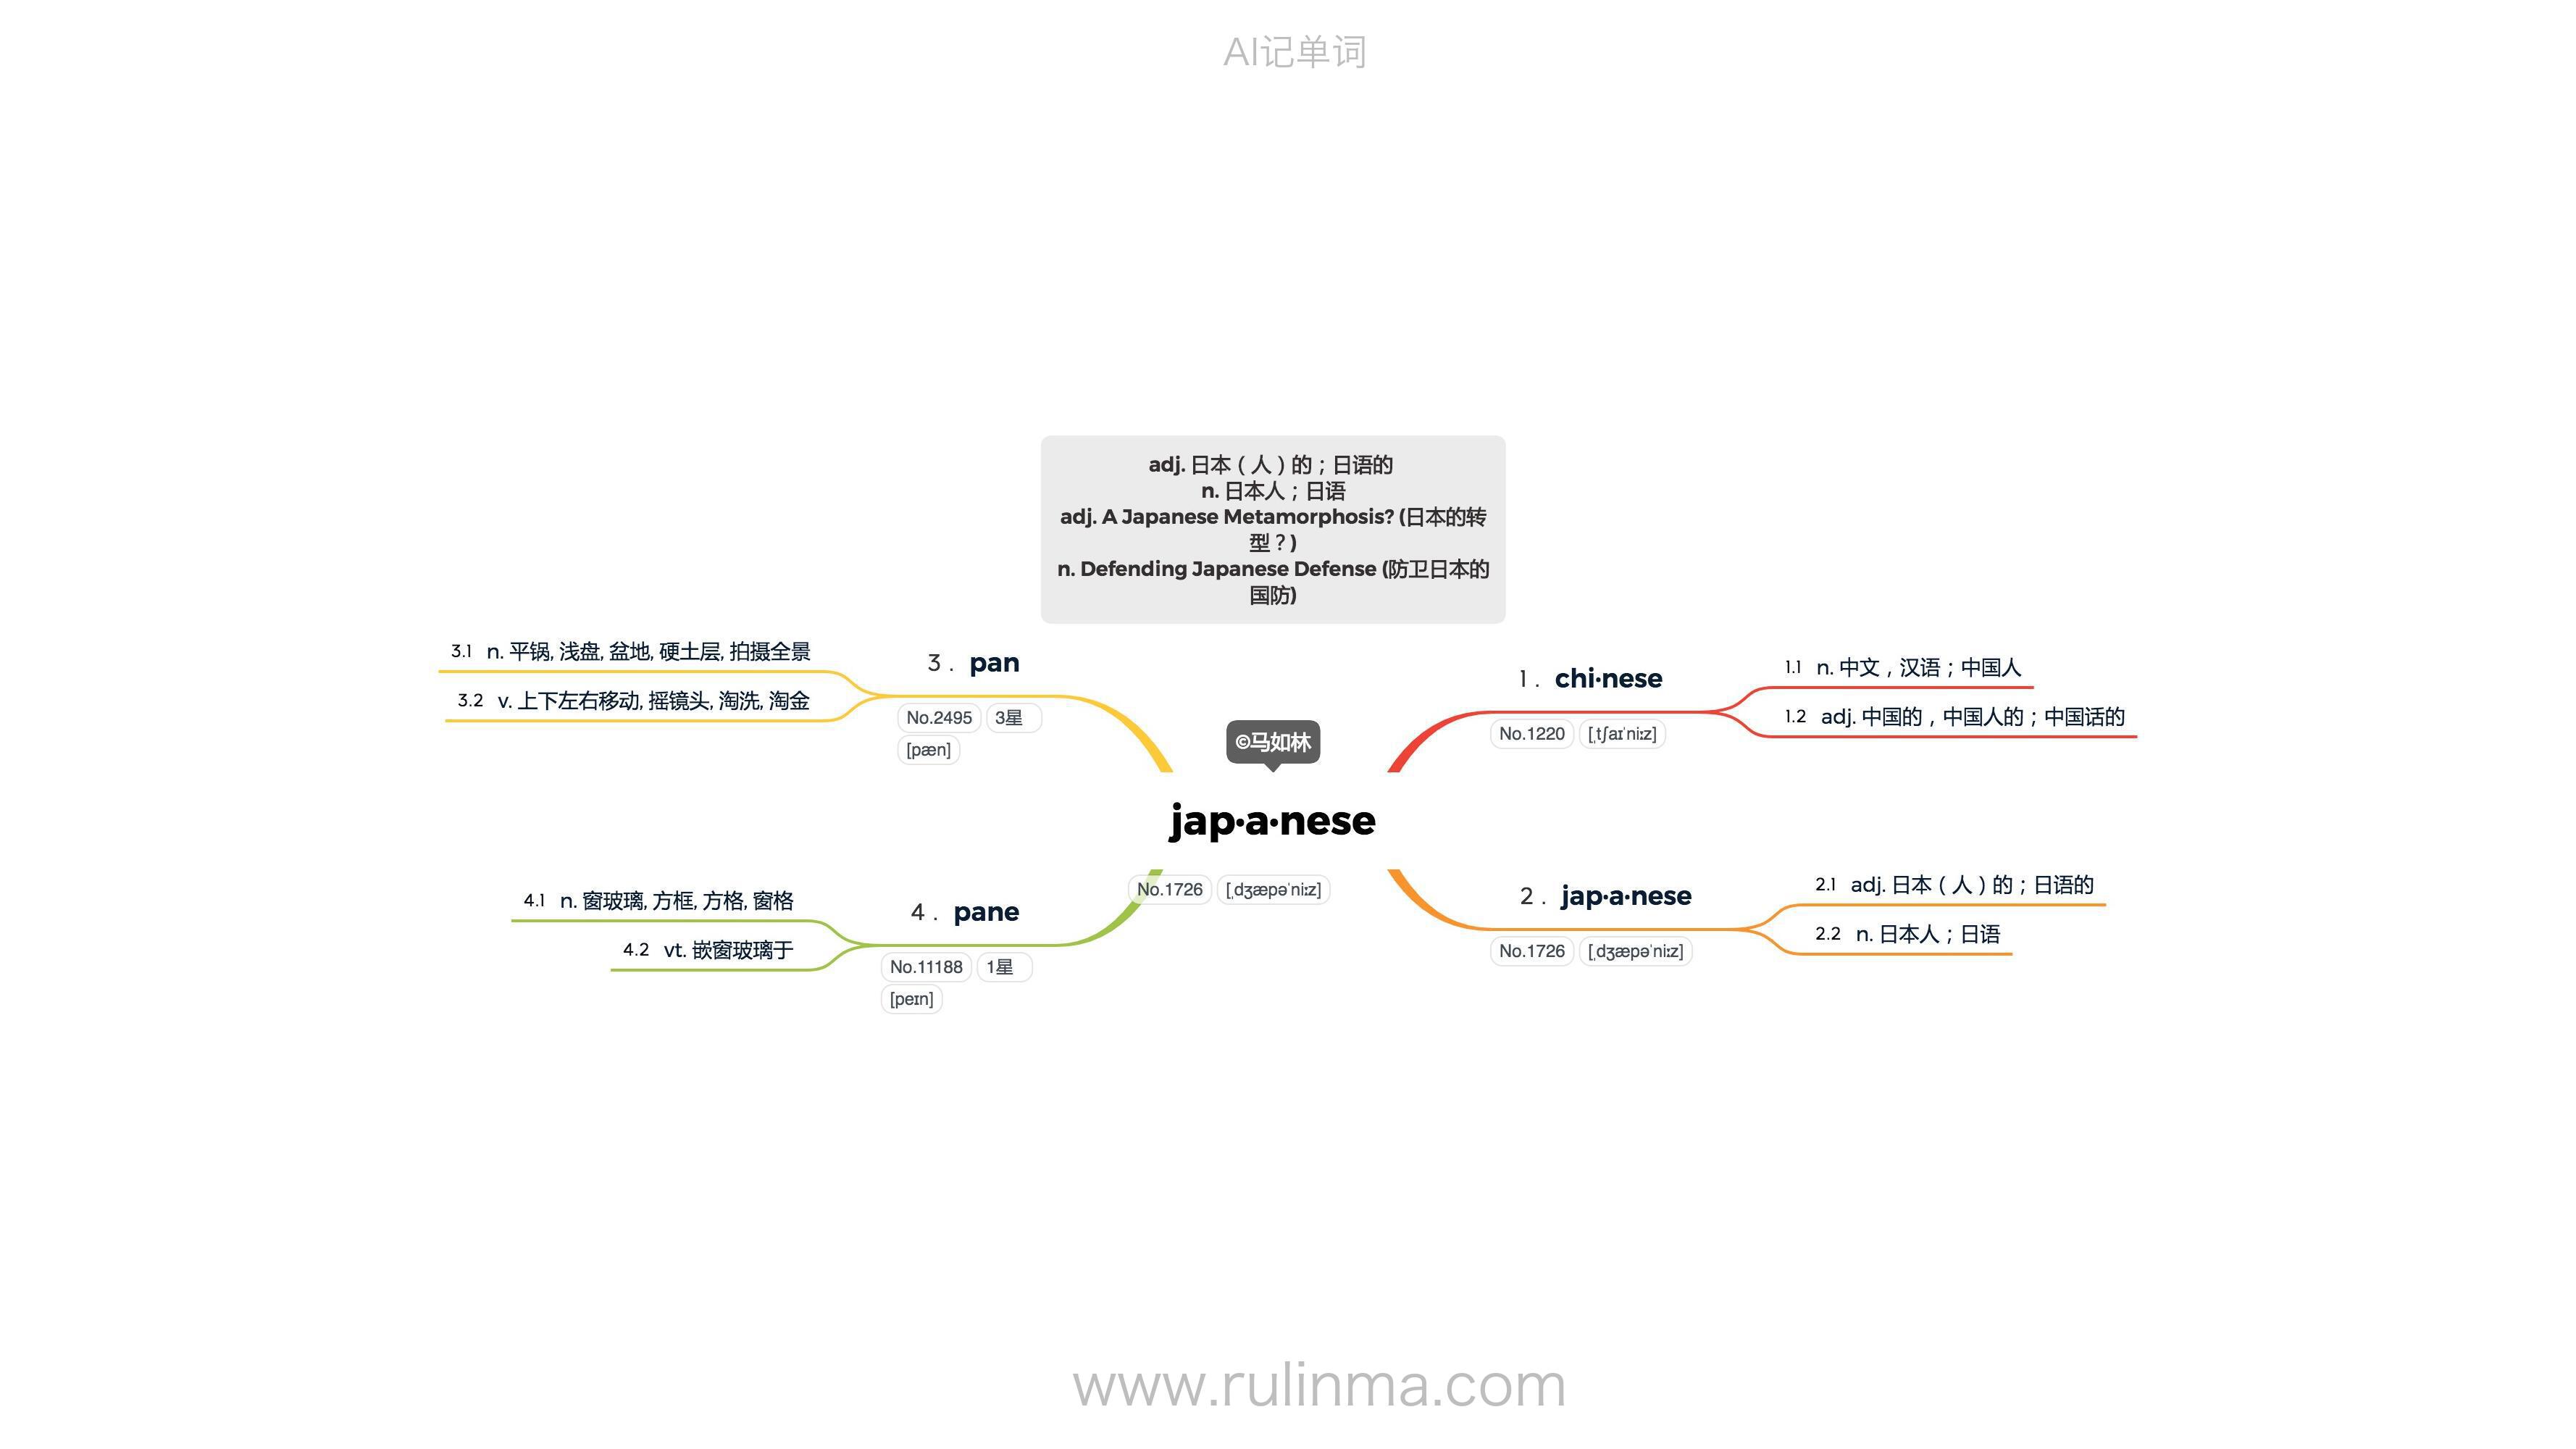 AI记单词
adj. 日本（人）的；日语的
n. 日本人；日语
adj. A Japanese Metamorphosis? (日本的转
型？)
n. Defending Japanese Defense (防卫日本的
国防)
©马如林
jap·a·nese
No.1726 [ˌdʒæpəˈniːz]
1. chi·nese
No.1220 [ˌtʃaɪˈniːz]
1.1 n. 中文，汉语；中国人
1.2 adj. 中国的，中国人的；中国话的
2. jap·a·nese
No.1726 [ˌdʒæpəˈniːz]
2.1 adj. 日本（人）的；日语的
2.2 n. 日本人；日语
3. pan
No.2495 3星
[pæn]
3.1 n. 平锅, 浅盘, 盆地, 硬土层, 拍摄全景
3.2 v. 上下左右移动, 摇镜头, 淘洗, 淘金
4. pane
No.11188 1星
[peɪn]
4.1 n. 窗玻璃, 方框, 方格, 窗格
4.2 vt. 嵌窗玻璃于
www.rulinma.com